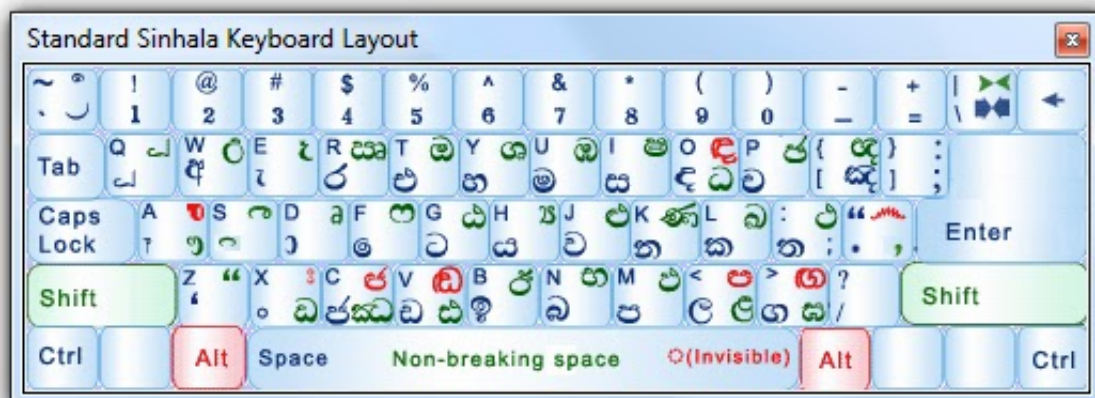 Standard Sinhala Keyboard Layout
~ ! @ # $ % ^ & * ( ) - + |
1 2 3 4 5 6 7 8 9 0 _ = \
Tab Q W E R ඍ T ඔ Y ශ U ඹ I ෂ O ඳ P ඡ { ඥ } :
අ ර එ හ ම ස ද ධ ච [ ඤ ] ;
Caps Lock A S D F G ඨ H J K ණ L ඛ : ථ “ Enter
ට ය ව න ක ත ;
Shift Z “ X C V ඬ B ඊ N භ M ඵ < > ඟ ? Shift
‘ ජ ඣ ඩ ඪ ඉ බ ප ල ළ ග ඝ /
Ctrl Alt Space Non-breaking space (Invisible) Alt Ctrl